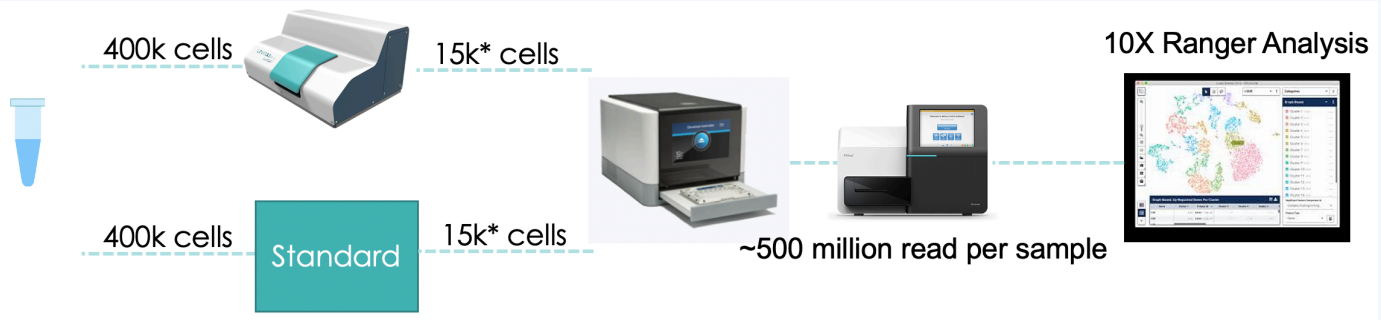 400k cells
15k* cells
10X Ranger Analysis
400k cells
Standard
15k* cells
~500 million read per sample